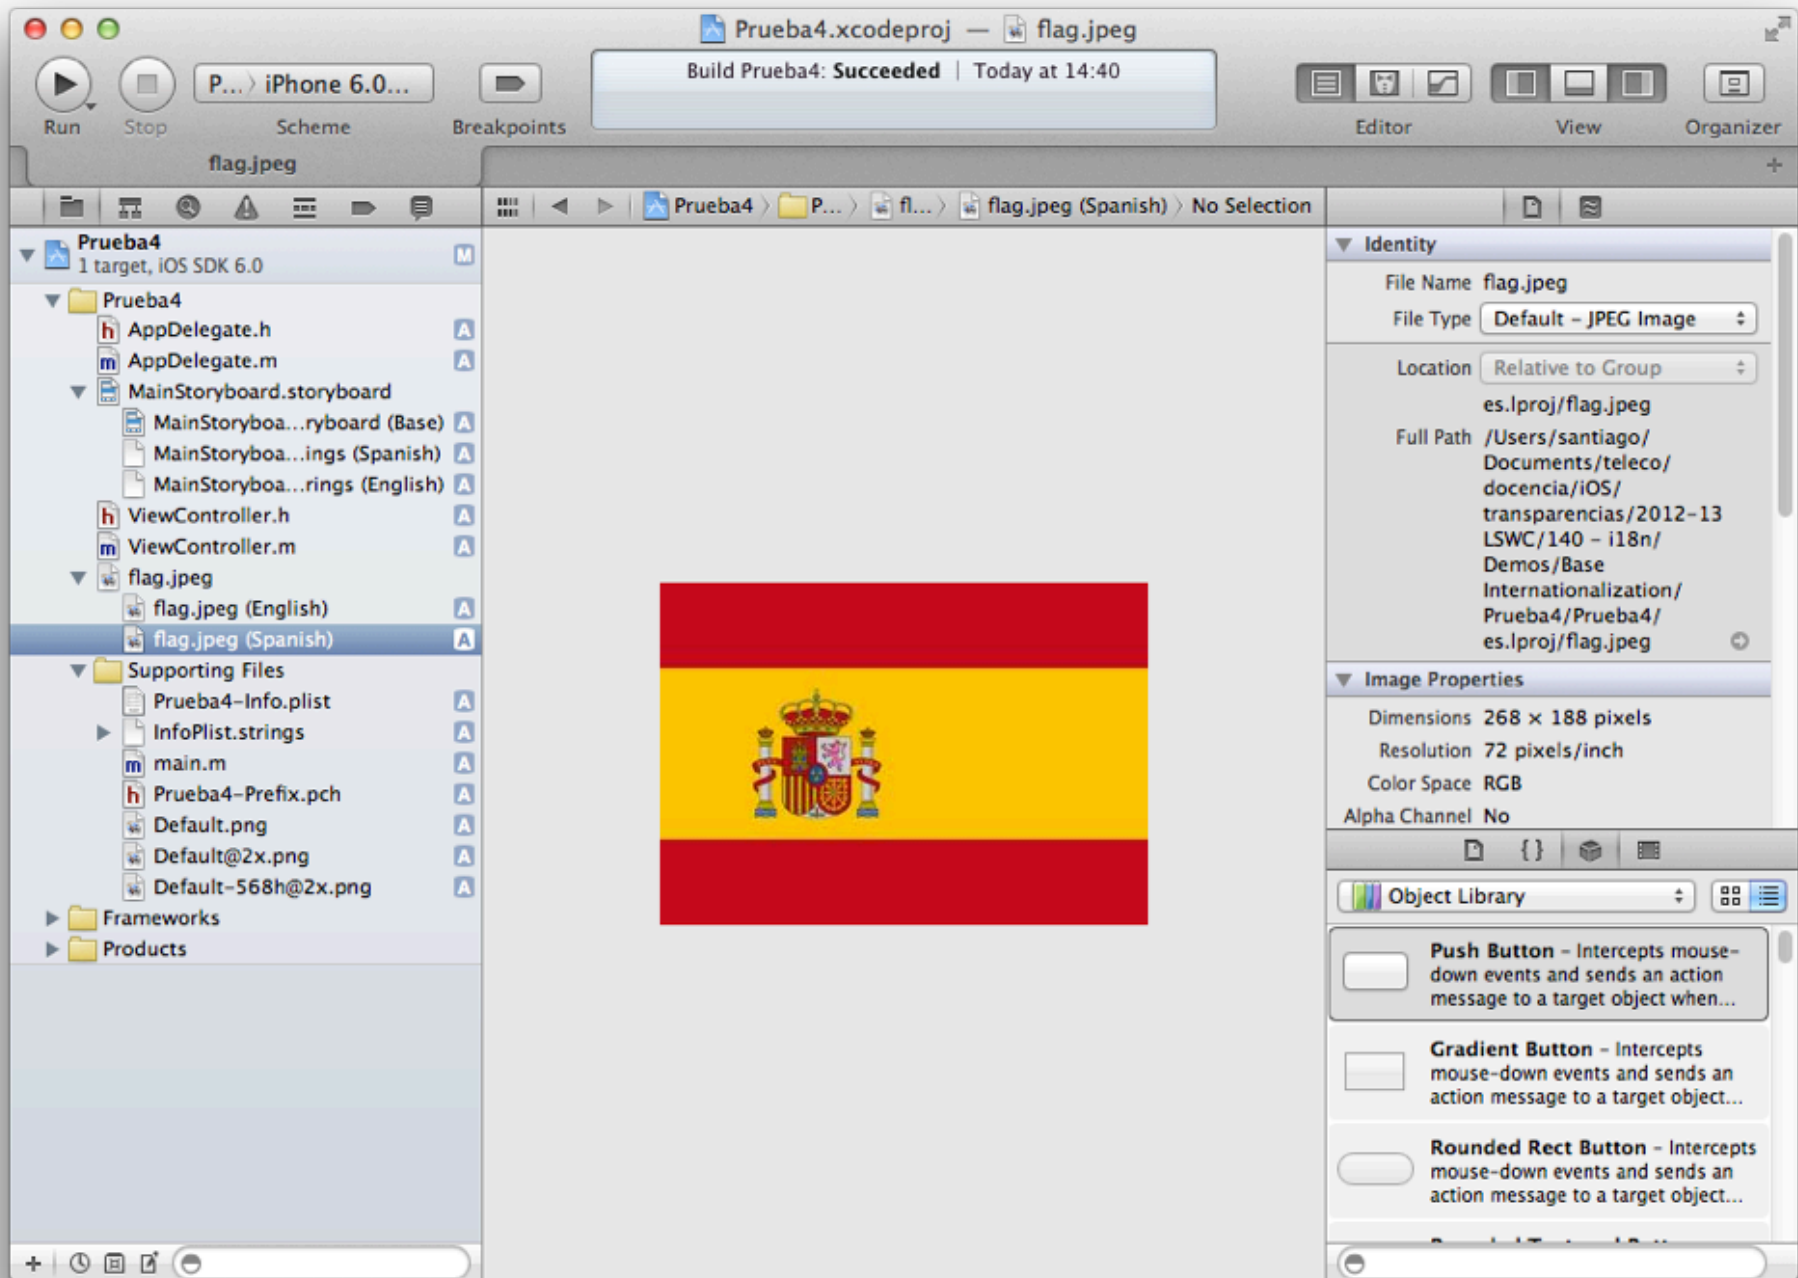 Prueba4.xcodeproj — flag.jpeg
P... iPhone 6.0...
Build Prueba4: Succeeded | Today at 14:40
Run Stop Scheme Breakpoints Editor View Organizer
flag.jpeg
Prueba4 P... fl... flag.jpeg (Spanish) No Selection
Prueba4 M
1 target, iOS SDK 6.0
Prueba4
AppDelegate.h A
AppDelegate.m A
MainStoryboard.storyboard
MainStoryboa...ryboard (Base) A
MainStoryboa...ings (Spanish) A
MainStoryboa...rings (English) A
ViewController.h A
ViewController.m A
flag.jpeg
flag.jpeg (English) A
flag.jpeg (Spanish) A
Supporting Files
Prueba4-Info.plist A
InfoPlist.strings A
main.m A
Prueba4-Prefix.pch A
Default.png A
Default@2x.png A
Default-568h@2x.png A
Frameworks
Products
Identity
File Name flag.jpeg
File Type Default - JPEG Image
Location Relative to Group
es.lproj/flag.jpeg
Full Path /Users/santiago/
Documents/teleco/
docencia/iOS/
transparencias/2012-13
LSWC/140 - i18n/
Demos/Base
Internationalization/
Prueba4/Prueba4/
es.lproj/flag.jpeg
Image Properties
Dimensions 268 × 188 pixels
Resolution 72 pixels/inch
Color Space RGB
Alpha Channel No
{ }
Object Library
Push Button - Intercepts mouse-
down events and sends an action
message to a target object when...
Gradient Button - Intercepts
mouse-down events and sends an
action message to a target object...
Rounded Rect Button - Intercepts
mouse-down events and sends an
action message to a target object...